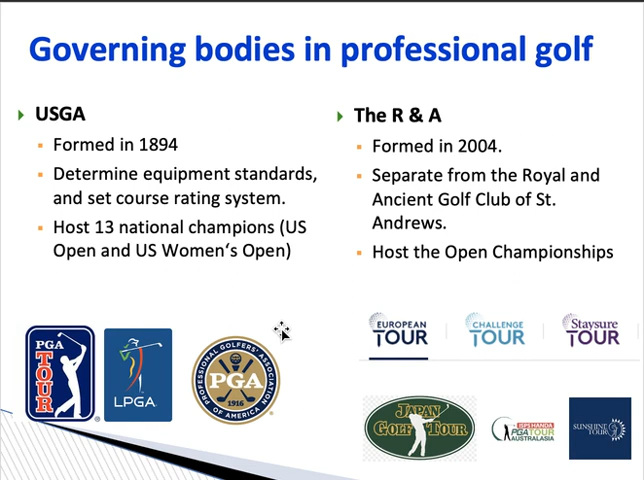 Governing bodies in professional golf
USGA
Formed in 1894
Determine equipment standards,
and set course rating system.
Host 13 national champions (US
Open and US Women‘s Open)
The R & A
Formed in 2004.
Separate from the Royal and
Ancient Golf Club of St.
Andrews.
Host the Open Championships
PGA
TOUR
LPGA
PROFESSIONAL GOLFERS' ASSOCIATION
PGA
1916
OF AMERICA
EUROPEAN
TOUR
CHALLENGE
TOUR
Staysure
TOUR
JAPAN
GOLF TOUR
ISPS HANDA
PGA TOUR
AUSTRALASIA
SUNSHINE
TOUR